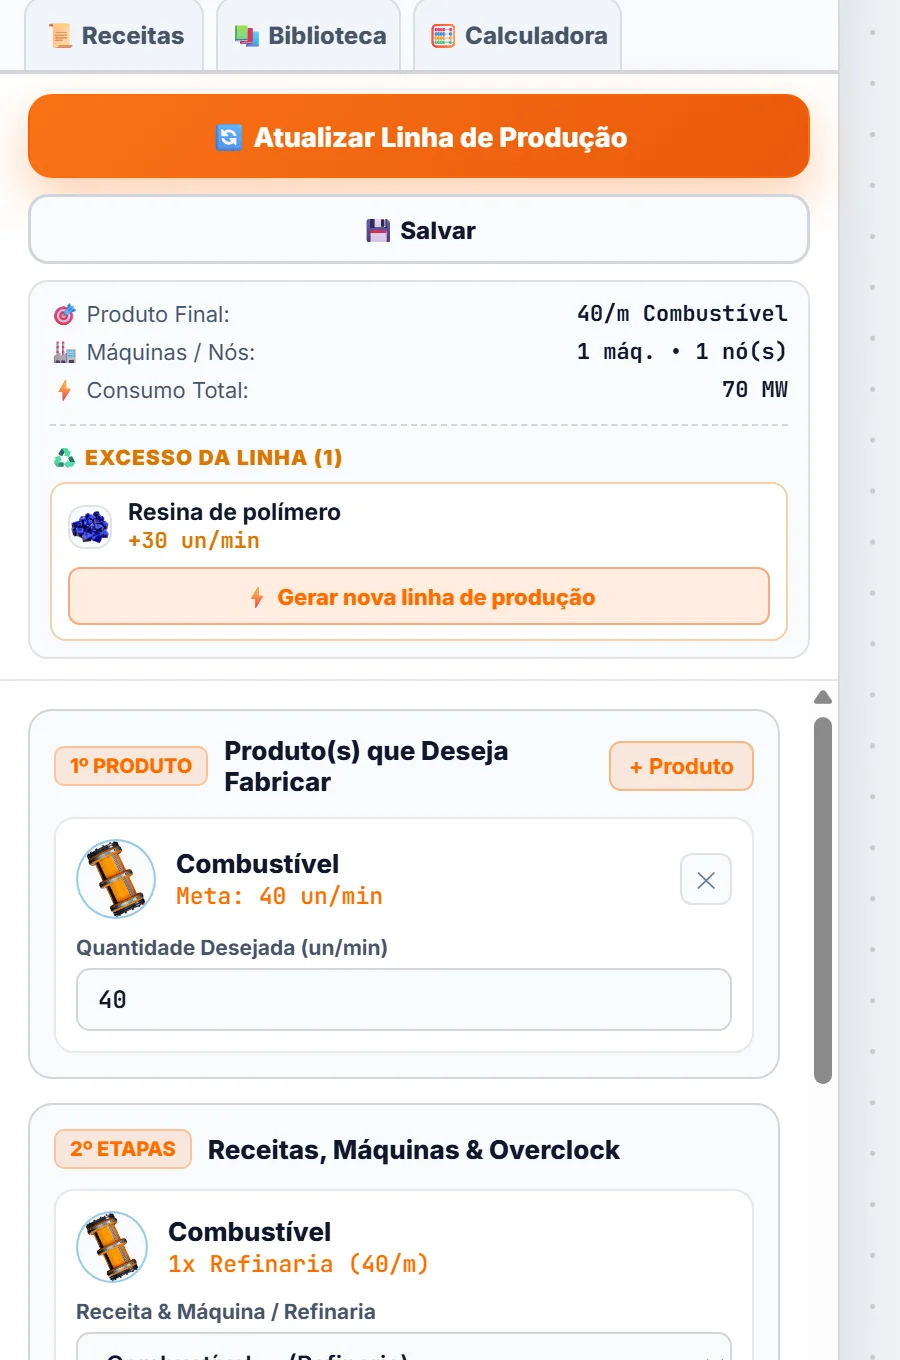 Receitas Biblioteca Calculadora
Atualizar Linha de Produção
Salvar
Produto Final: 40/m Combustível
Máquinas / Nós: 1 máq. • 1 nó(s)
Consumo Total: 70 MW
EXCESSO DA LINHA (1)
Resina de polímero
+30 un/min
Gerar nova linha de produção
1º PRODUTO Produto(s) que Deseja Fabricar + Produto
Combustível
Meta: 40 un/min
Quantidade Desejada (un/min)
40
2º ETAPAS Receitas, Máquinas & Overclock
Combustível
1x Refinaria (40/m)
Receita & Máquina / Refinaria